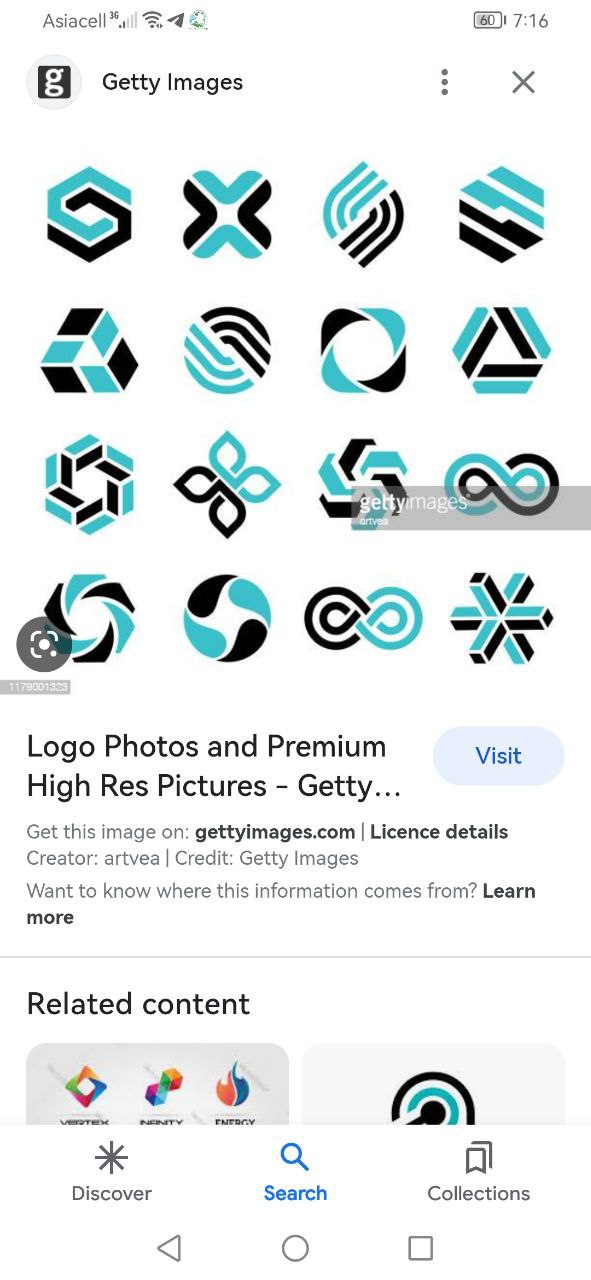 Asiacell 3G 60 7:16
g Getty Images
gettyimages
artvea
1179001323
Logo Photos and Premium
High Res Pictures - Getty...
Visit
Get this image on: gettyimages.com | Licence details
Creator: artvea | Credit: Getty Images
Want to know where this information comes from? Learn
more
Related content
VERTEX INFINITY ENERGY
Discover Search Collections